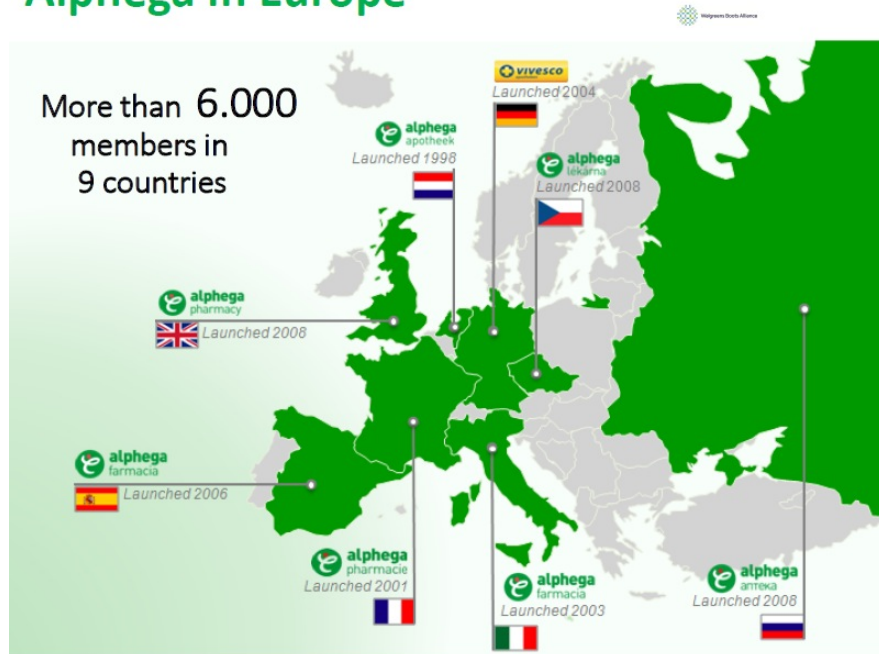 Alphega in Europe
Walgreens Boots Alliance
More than 6.000
members in
9 countries
vivesco
Launched 2004
alphega
apotheek
Launched 1998
alphega
lékárna
Launched 2008
alphega
pharmacy
Launched 2008
alphega
farmacia
Launched 2006
alphega
pharmacie
Launched 2001
alphega
farmacia
Launched 2003
alphega
аптека
Launched 2008